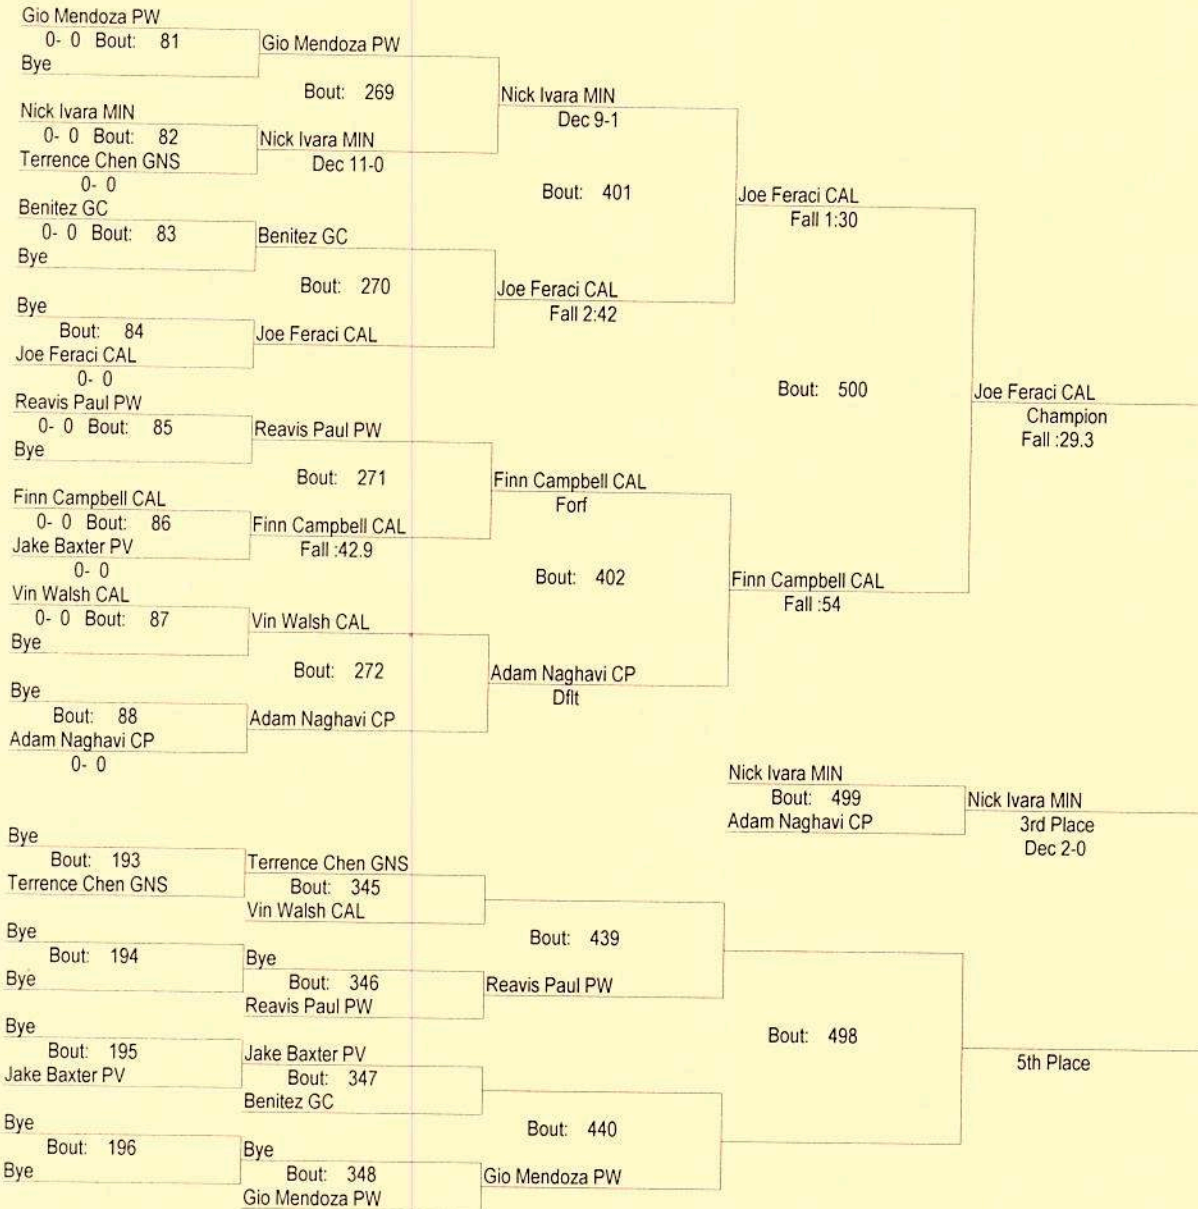 Gio Mendoza PW
0- 0 Bout: 81
Bye
Nick Ivara MIN
0- 0 Bout: 82
Terrence Chen GNS
0- 0
Benitez GC
0- 0 Bout: 83
Bye
Bye
Bout: 84
Joe Feraci CAL
0- 0
Reavis Paul PW
0- 0 Bout: 85
Bye
Finn Campbell CAL
0- 0 Bout: 86
Jake Baxter PV
0- 0
Vin Walsh CAL
0- 0 Bout: 87
Bye
Bye
Bout: 88
Adam Naghavi CP
0- 0
Gio Mendoza PW
Bout: 269
Nick Ivara MIN
Dec 11-0
Benitez GC
Bout: 270
Joe Feraci CAL
Reavis Paul PW
Bout: 271
Finn Campbell CAL
Fall :42.9
Vin Walsh CAL
Bout: 272
Adam Naghavi CP
Nick Ivara MIN
Dec 9-1
Bout: 401
Joe Feraci CAL
Fall 2:42
Finn Campbell CAL
Forf
Bout: 402
Adam Naghavi CP
Dflt
Joe Feraci CAL
Fall 1:30
Bout: 500
Finn Campbell CAL
Fall :54
Joe Feraci CAL
Champion
Fall :29.3
Nick Ivara MIN
Bout: 499
Adam Naghavi CP
Nick Ivara MIN
3rd Place
Dec 2-0
Bye
Bout: 193
Terrence Chen GNS
Bye
Bout: 194
Bye
Bye
Bout: 195
Jake Baxter PV
Bye
Bout: 196
Bye
Terrence Chen GNS
Bout: 345
Vin Walsh CAL
Bye
Bout: 346
Reavis Paul PW
Jake Baxter PV
Bout: 347
Benitez GC
Bye
Bout: 348
Gio Mendoza PW
Bout: 439
Reavis Paul PW
Bout: 440
Gio Mendoza PW
Bout: 498
5th Place